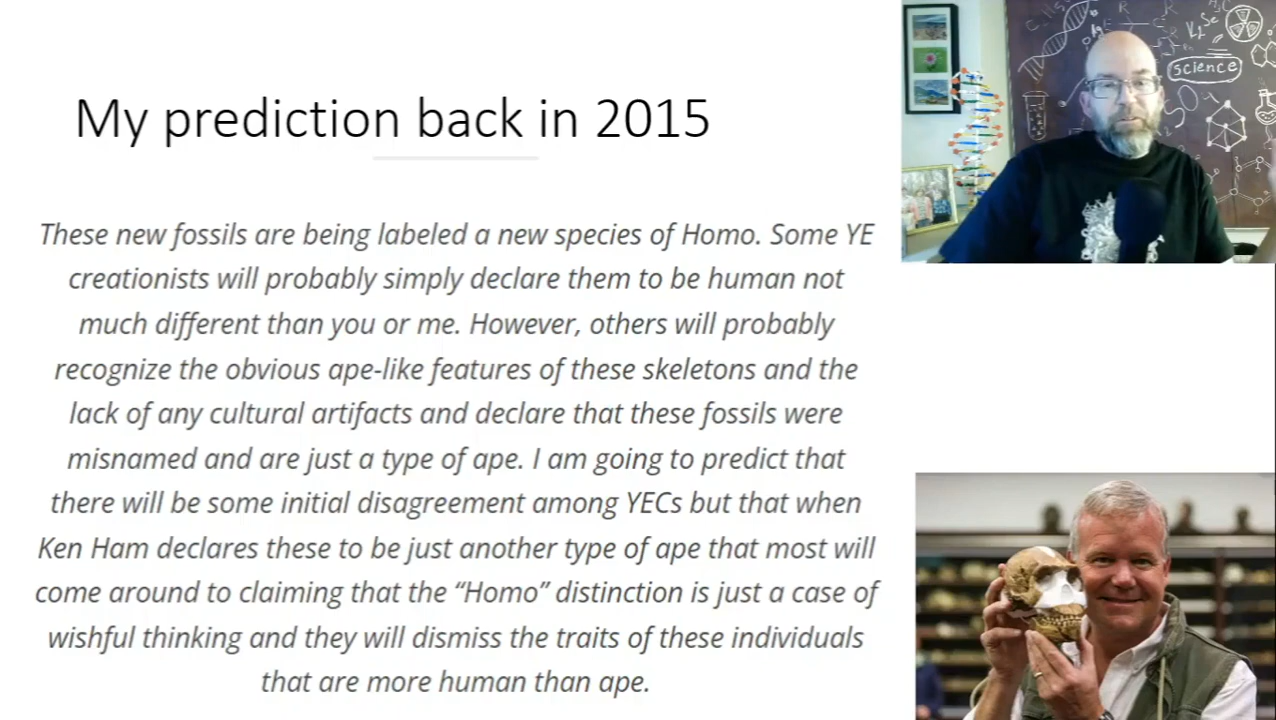 My prediction back in 2015
These new fossils are being labeled a new species of Homo. Some YE
creationists will probably simply declare them to be human not
much different than you or me. However, others will probably
recognize the obvious ape-like features of these skeletons and the
lack of any cultural artifacts and declare that these fossils were
misnamed and are just a type of ape. I am going to predict that
there will be some initial disagreement among YECs but that when
Ken Ham declares these to be just another type of ape that most will
come around to claiming that the “Homo” distinction is just a case of
wishful thinking and they will dismiss the traits of these individuals
that are more human than ape.
science